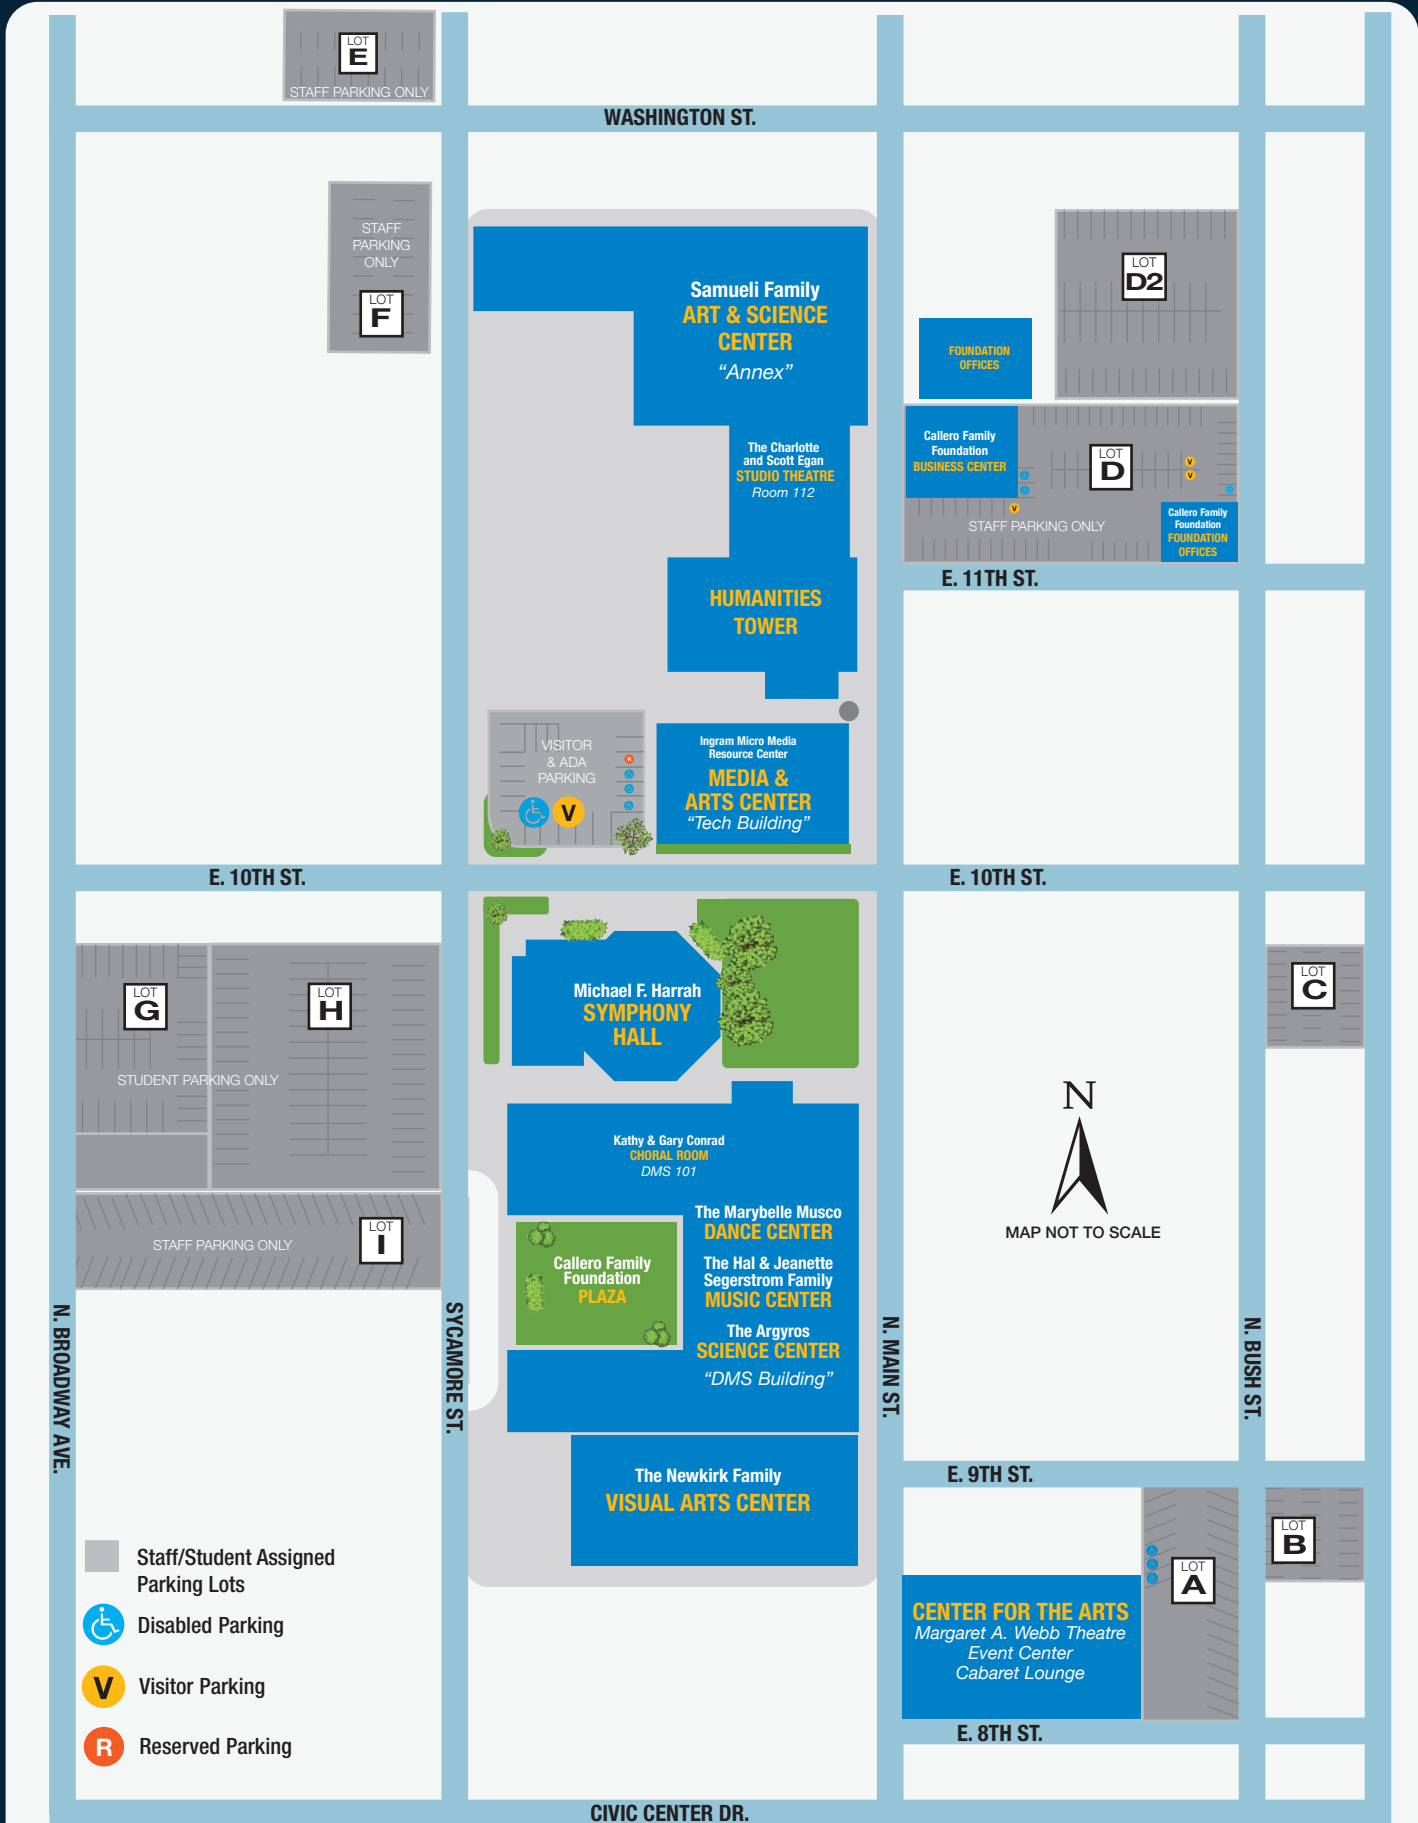 LOT
E
STAFF PARKING ONLY
WASHINGTON ST.
STAFF
PARKING
ONLY
LOT
F
Samueli Family
ART & SCIENCE
CENTER
“Annex”
LOT
D2
FOUNDATION
OFFICES
The Charlotte
and Scott Egan
STUDIO THEATRE
Room 112
Callero Family
Foundation
BUSINESS CENTER
LOT
D
V
V
V
STAFF PARKING ONLY
Callero Family
Foundation
FOUNDATION
OFFICES
E. 11TH ST.
HUMANITIES
TOWER
VISITOR
& ADA
PARKING
R
V
Ingram Micro Media
Resource Center
MEDIA &
ARTS CENTER
“Tech Building”
E. 10TH ST.
E. 10TH ST.
LOT
G
LOT
H
STUDENT PARKING ONLY
Michael F. Harrah
SYMPHONY
HALL
LOT
C
N
MAP NOT TO SCALE
Kathy & Gary Conrad
CHORAL ROOM
DMS 101
The Marybelle Musco
DANCE CENTER
The Hal & Jeanette
Segerstrom Family
MUSIC CENTER
The Argyros
SCIENCE CENTER
“DMS Building”
Callero Family
Foundation
PLAZA
LOT
I
STAFF PARKING ONLY
N. BROADWAY AVE.
SYCAMORE ST.
N. MAIN ST.
N. BUSH ST.
The Newkirk Family
VISUAL ARTS CENTER
E. 9TH ST.
LOT
A
LOT
B
CENTER FOR THE ARTS
Margaret A. Webb Theatre
Event Center
Cabaret Lounge
E. 8TH ST.
Staff/Student Assigned
Parking Lots
Disabled Parking
V Visitor Parking
R Reserved Parking
CIVIC CENTER DR.